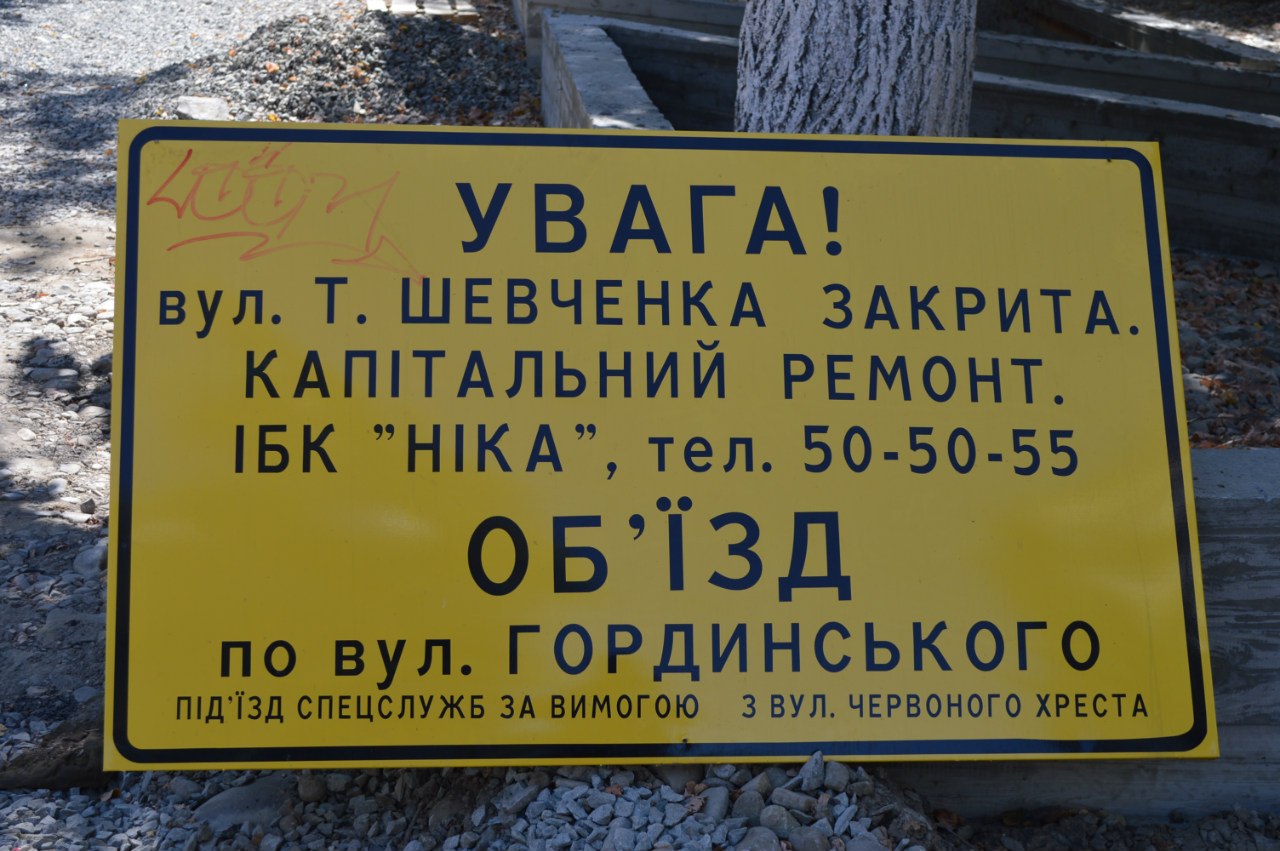 УВАГА!
вул. Т. ШЕВЧЕНКА ЗАКРИТА.
КАПІТАЛЬНИЙ РЕМОНТ.
ІБК "НІКА", тел. 50-50-55
ОБ'ЇЗД
по вул. ГОРДИНСЬКОГО
ПІД'ЇЗД СПЕЦСЛУЖБ ЗА ВИМОГОЮ З ВУЛ. ЧЕРВОНОГО ХРЕСТА